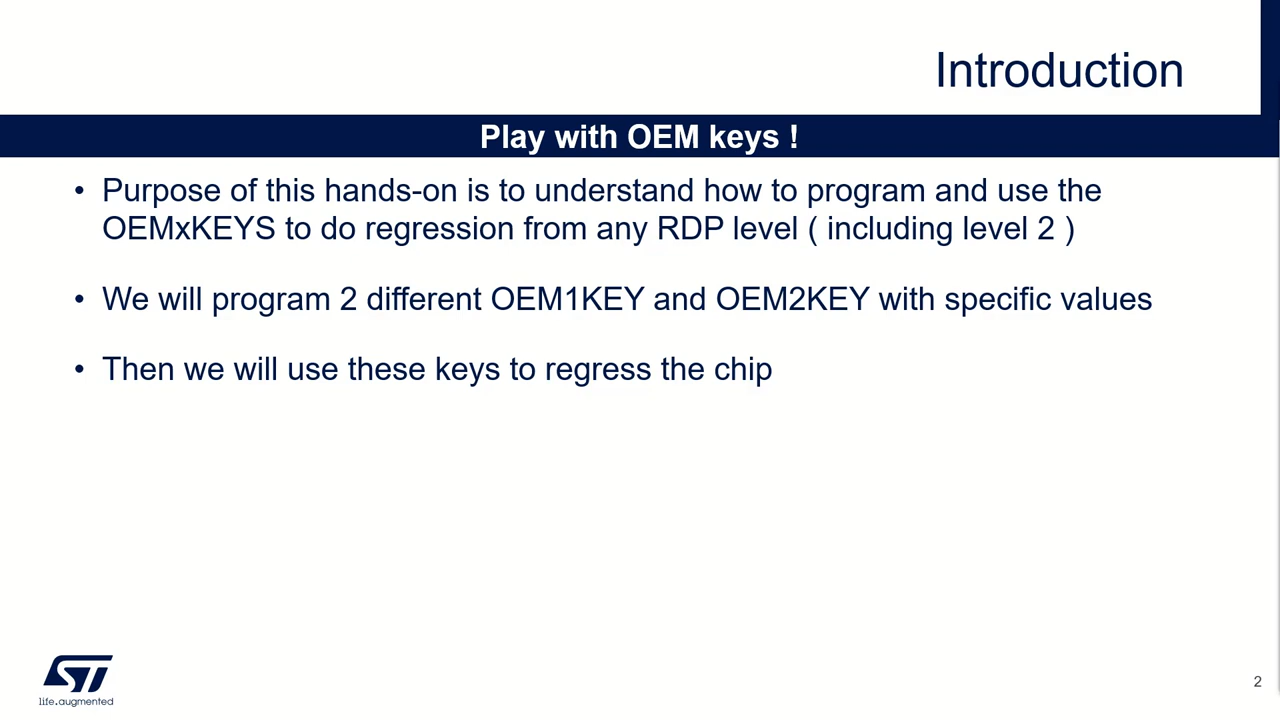 Introduction
Play with OEM keys !
• Purpose of this hands-on is to understand how to program and use the
OEMxKEYS to do regression from any RDP level ( including level 2 )
• We will program 2 different OEM1KEY and OEM2KEY with specific values
• Then we will use these keys to regress the chip
ST
life.augmented
2